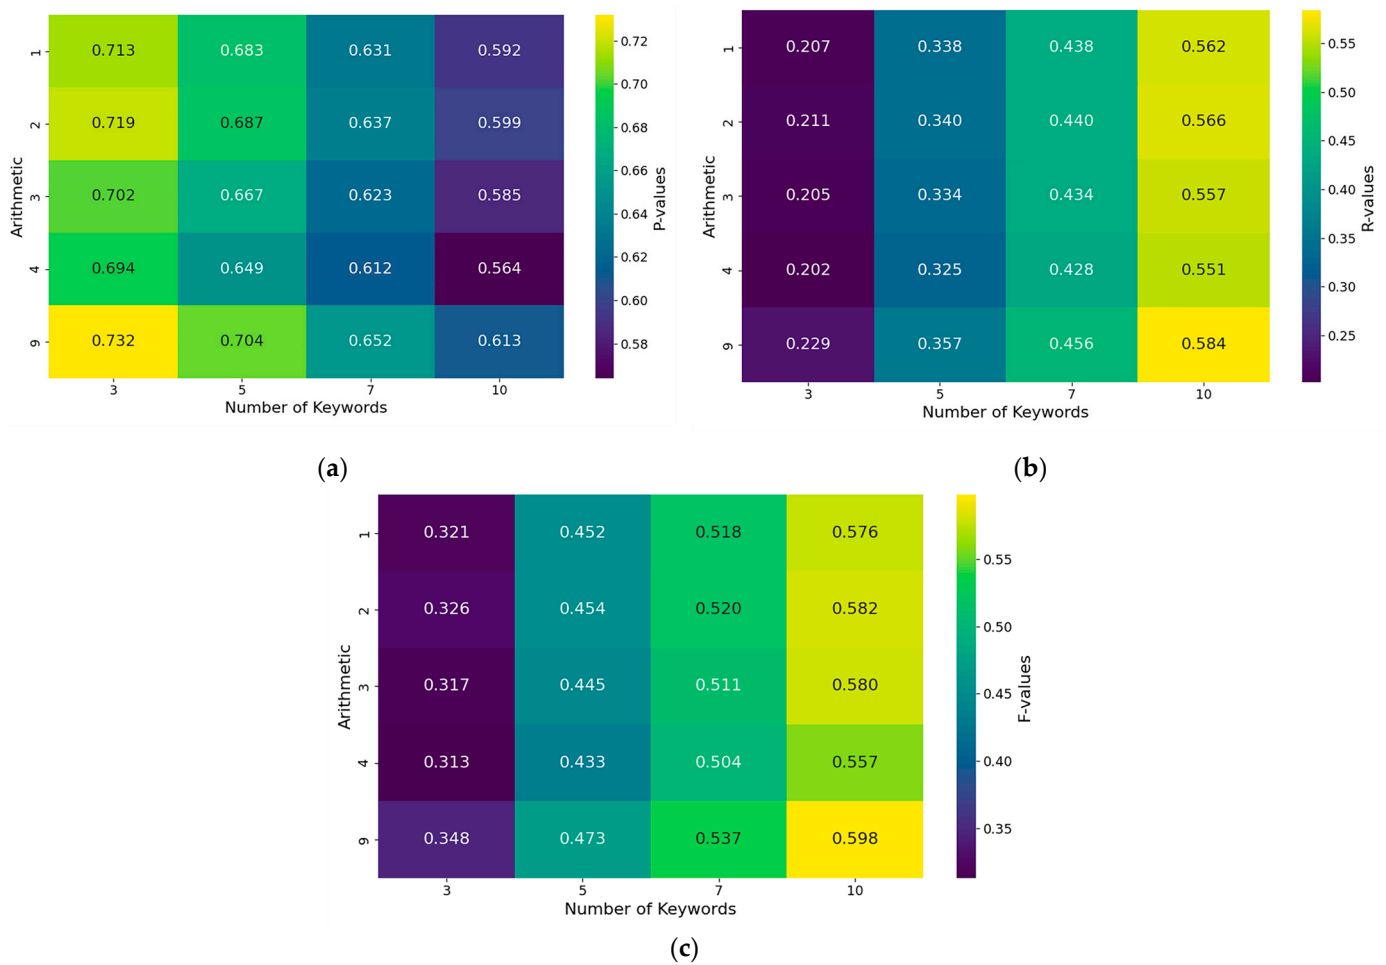 0.713 0.683 0.631 0.592
0.719 0.687 0.637 0.599
0.702 0.667 0.623 0.585
0.694 0.649 0.612 0.564
0.732 0.704 0.652 0.613
1
2
3
4
9
Arithmetic
3 5 7 10
Number of Keywords
0.72
0.70
0.68
0.66
0.64
0.62
0.60
0.58
P-values
(a)
0.207 0.338 0.438 0.562
0.211 0.340 0.440 0.566
0.205 0.334 0.434 0.557
0.202 0.325 0.428 0.551
0.229 0.357 0.456 0.584
1
2
3
4
9
Arithmetic
3 5 7 10
Number of Keywords
0.55
0.50
0.45
0.40
0.35
0.30
0.25
R-values
(b)
0.321 0.452 0.518 0.576
0.326 0.454 0.520 0.582
0.317 0.445 0.511 0.580
0.313 0.433 0.504 0.557
0.348 0.473 0.537 0.598
1
2
3
4
9
Arithmetic
3 5 7 10
Number of Keywords
0.55
0.50
0.45
0.40
0.35
F-values
(c)